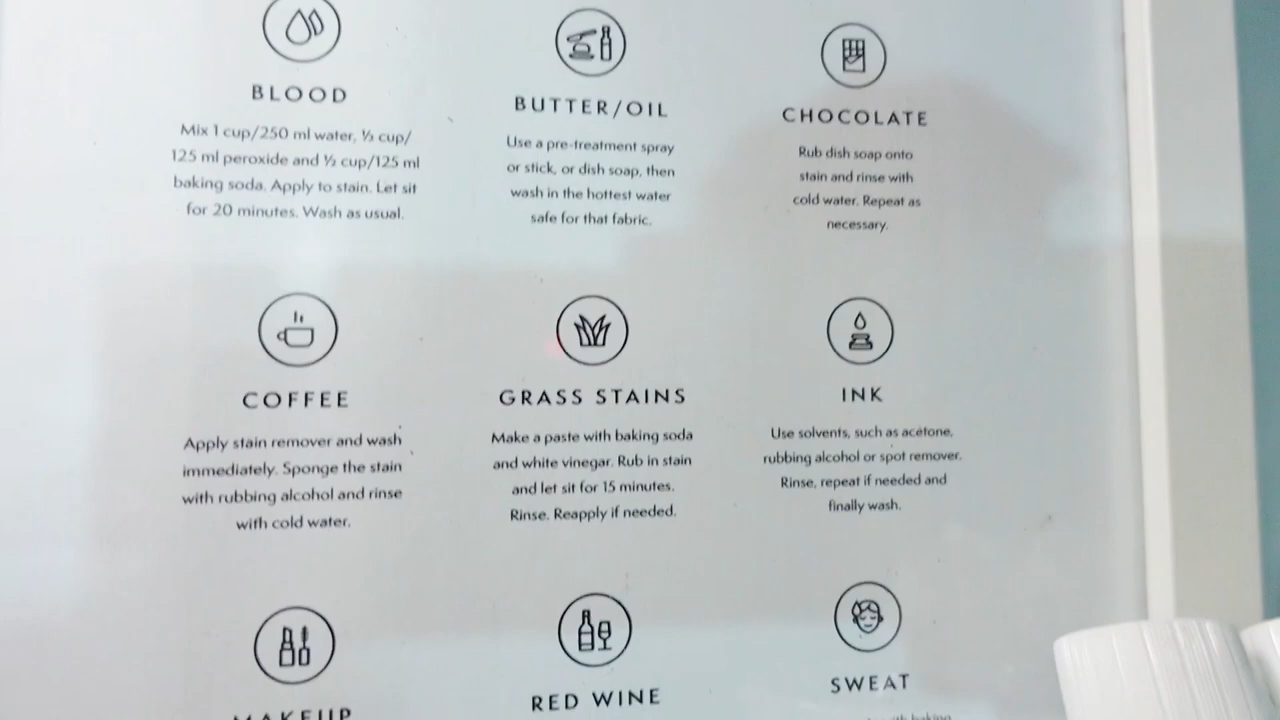 BLOOD
Mix 1 cup/250 ml water, ½ cup/
125 ml peroxide and ½ cup/125 ml
baking soda. Apply to stain. Let sit
for 20 minutes. Wash as usual.
BUTTER/OIL
Use a pre-treatment spray
or stick, or dish soap, then
wash in the hottest water
safe for that fabric.
CHOCOLATE
Rub dish soap onto
stain and rinse with
cold water. Repeat as
necessary.
COFFEE
Apply stain remover and wash
immediately. Sponge the stain
with rubbing alcohol and rinse
with cold water.
GRASS STAINS
Make a paste with baking soda
and white vinegar. Rub in stain
and let sit for 15 minutes.
Rinse. Reapply if needed.
INK
Use solvents, such as acetone,
rubbing alcohol or spot remover.
Rinse, repeat if needed and
finally wash.
MAKEUP
RED WINE
SWEAT
with baking